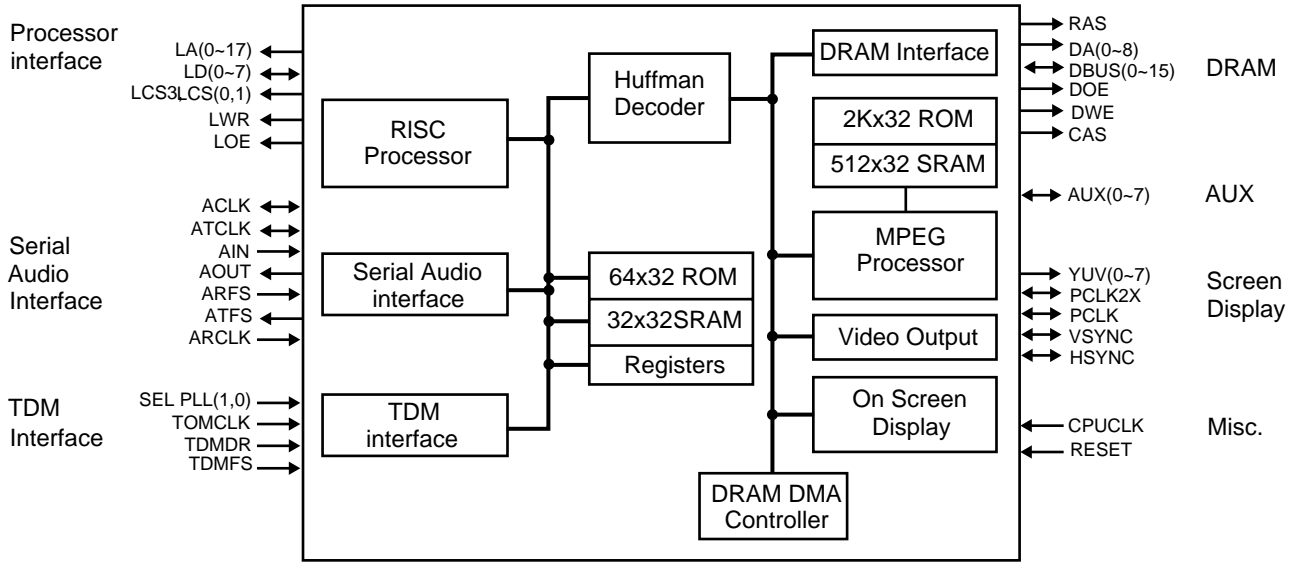 Processor
interface
LA(0~17)
LD(0~7)
LCS3,LCS(0,1)
LWR
LOE
Serial
Audio
Interface
ACLK
ATCLK
AIN
AOUT
ARFS
ATFS
ARCLK
TDM
Interface
SEL PLL(1,0)
TOMCLK
TDMDR
TDMFS
RISC
Processor
Serial Audio
interface
TDM
interface
Huffman
Decoder
64x32 ROM
32x32SRAM
Registers
DRAM Interface
2Kx32 ROM
512x32 SRAM
MPEG
Processor
Video Output
On Screen
Display
DRAM DMA
Controller
RAS
DA(0~8)
DBUS(0~15)
DOE
DWE
CAS
DRAM
AUX(0~7)
AUX
YUV(0~7)
PCLK2X
PCLK
VSYNC
HSYNC
Screen
Display
CPUCLK
RESET
Misc.